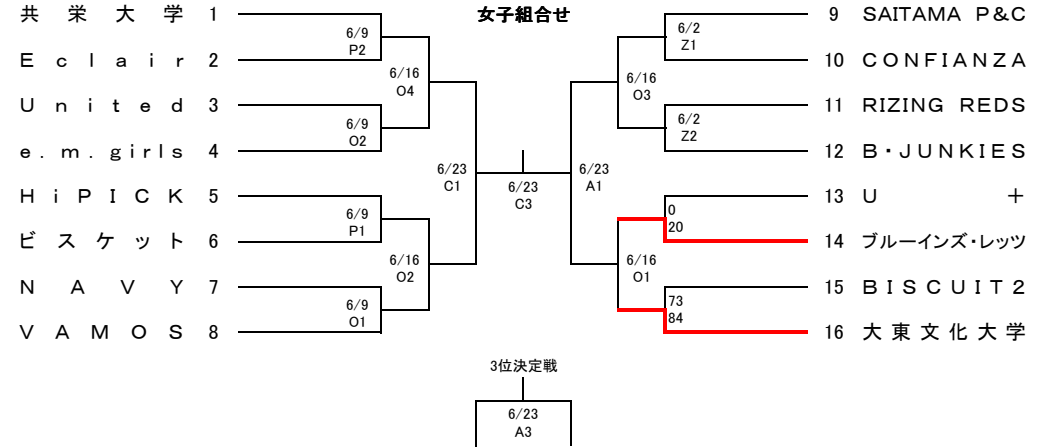 女子組合せ
共栄大学 1
6/9
P2
Eclair 2
6/16
O4
United 3
6/9
O2
e.m.girls 4
6/23
C1
HiPICK 5
6/9
P1
ビスケット 6
6/16
O2
NAVY 7
6/9
O1
VAMOS 8
6/23
C3
9 SAITAMA P&C
6/2
Z1
10 CONFIANZA
6/16
O3
11 RIZING REDS
6/2
Z2
12 B・JUNKIES
6/23
A1
13 U +
0
20
14 ブルーインズ・レッツ
6/16
O1
15 BISCUIT2
73
84
16 大東文化大学
3位決定戦
6/23
A3